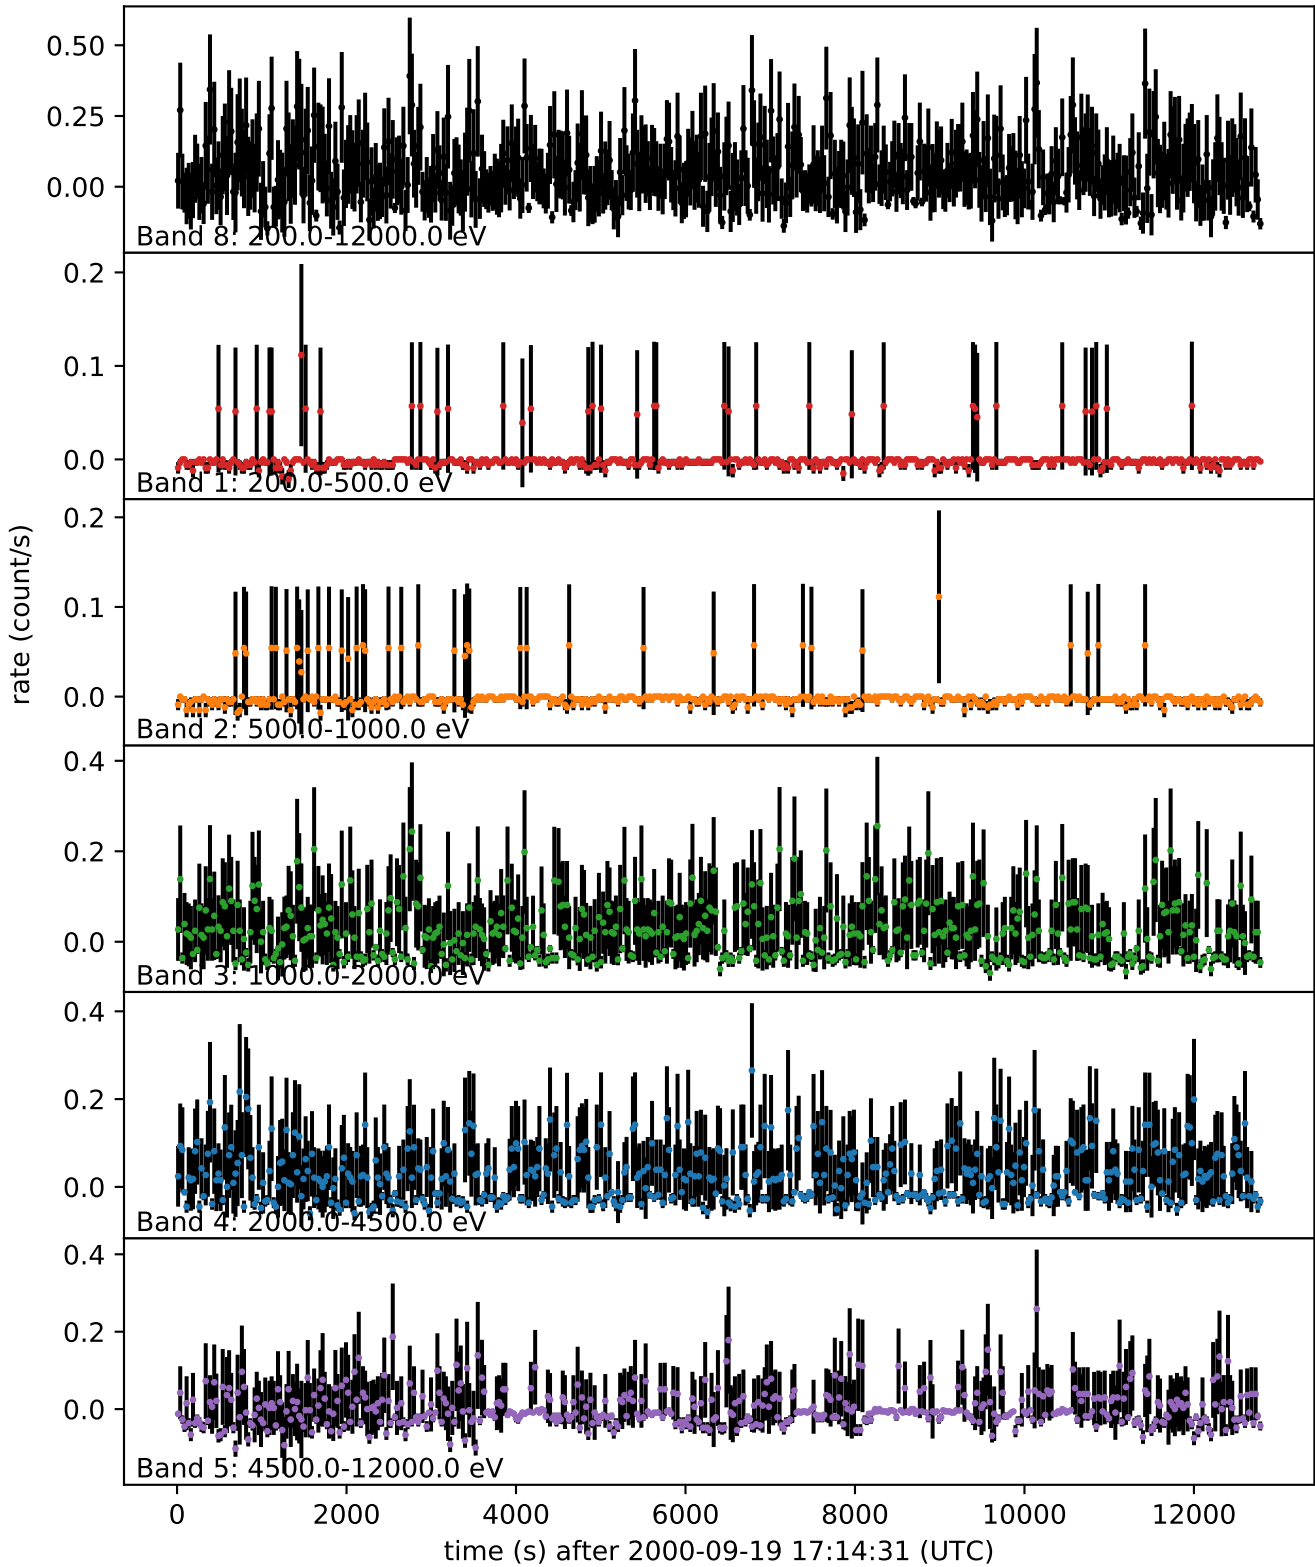 0.50
0.25
0.00
Band 8: 200.0-12000.0 eV
0.2
0.1
0.0
Band 1: 200.0-500.0 eV
0.2
0.1
0.0
Band 2: 500.0-1000.0 eV
rate (count/s)
0.4
0.2
0.0
Band 3: 1000.0-2000.0 eV
0.4
0.2
0.0
Band 4: 2000.0-4500.0 eV
0.4
0.2
0.0
Band 5: 4500.0-12000.0 eV
0 2000 4000 6000 8000 10000 12000
time (s) after 2000-09-19 17:14:31 (UTC)